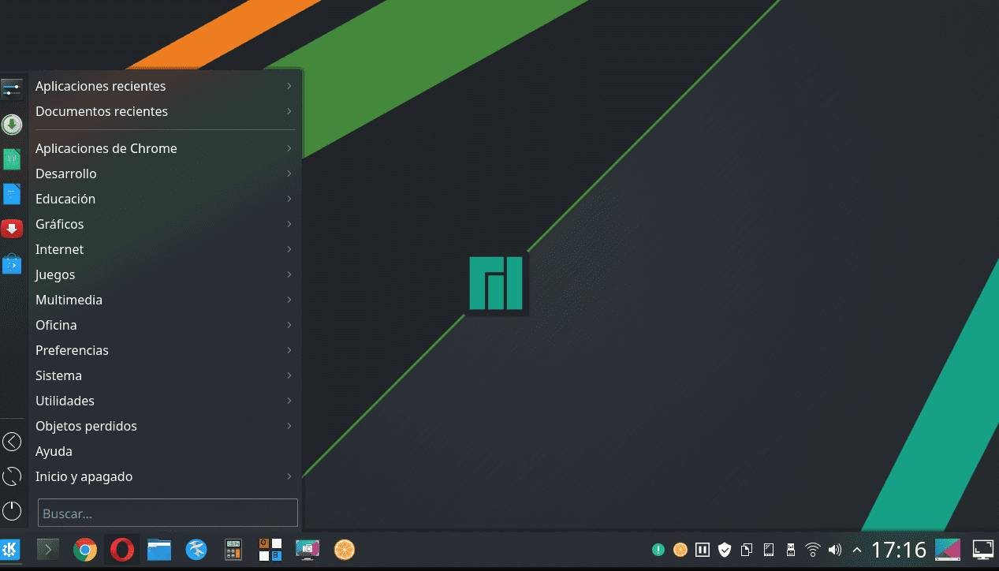 Aplicaciones recientes
Documentos recientes
Aplicaciones de Chrome
Desarrollo
Educación
Gráficos
Internet
Juegos
Multimedia
Oficina
Preferencias
Sistema
Utilidades
Objetos perdidos
Ayuda
Inicio y apagado
Buscar...
17:16